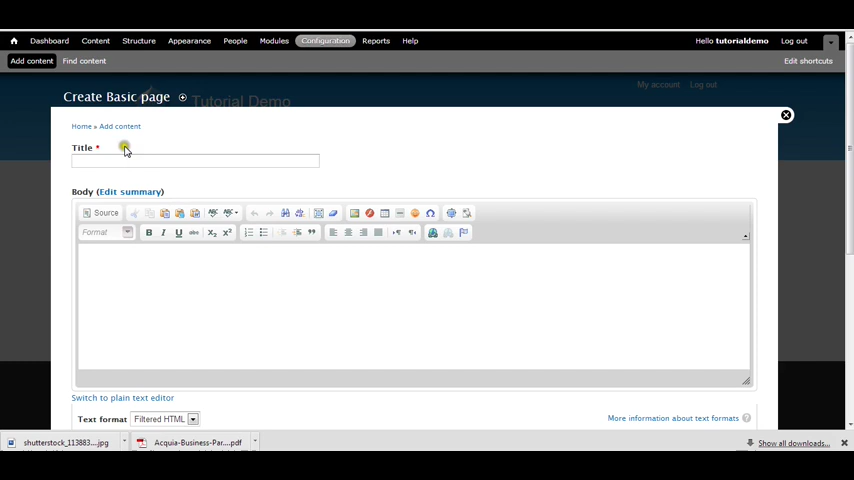 Dashboard Content Structure Appearance People Modules Configuration Reports Help Hello tutorialdemo Log out
Add content Find content Edit shortcuts
My account Log out
Create Basic page Tutorial Demo
Home » Add content
Title *
Body (Edit summary)
Source
Format B I U abc X₂ X²
Switch to plain text editor
Text format Filtered HTML More information about text formats ?
shutterstock_113883....jpg Acquia-Business-Par....pdf Show all downloads...